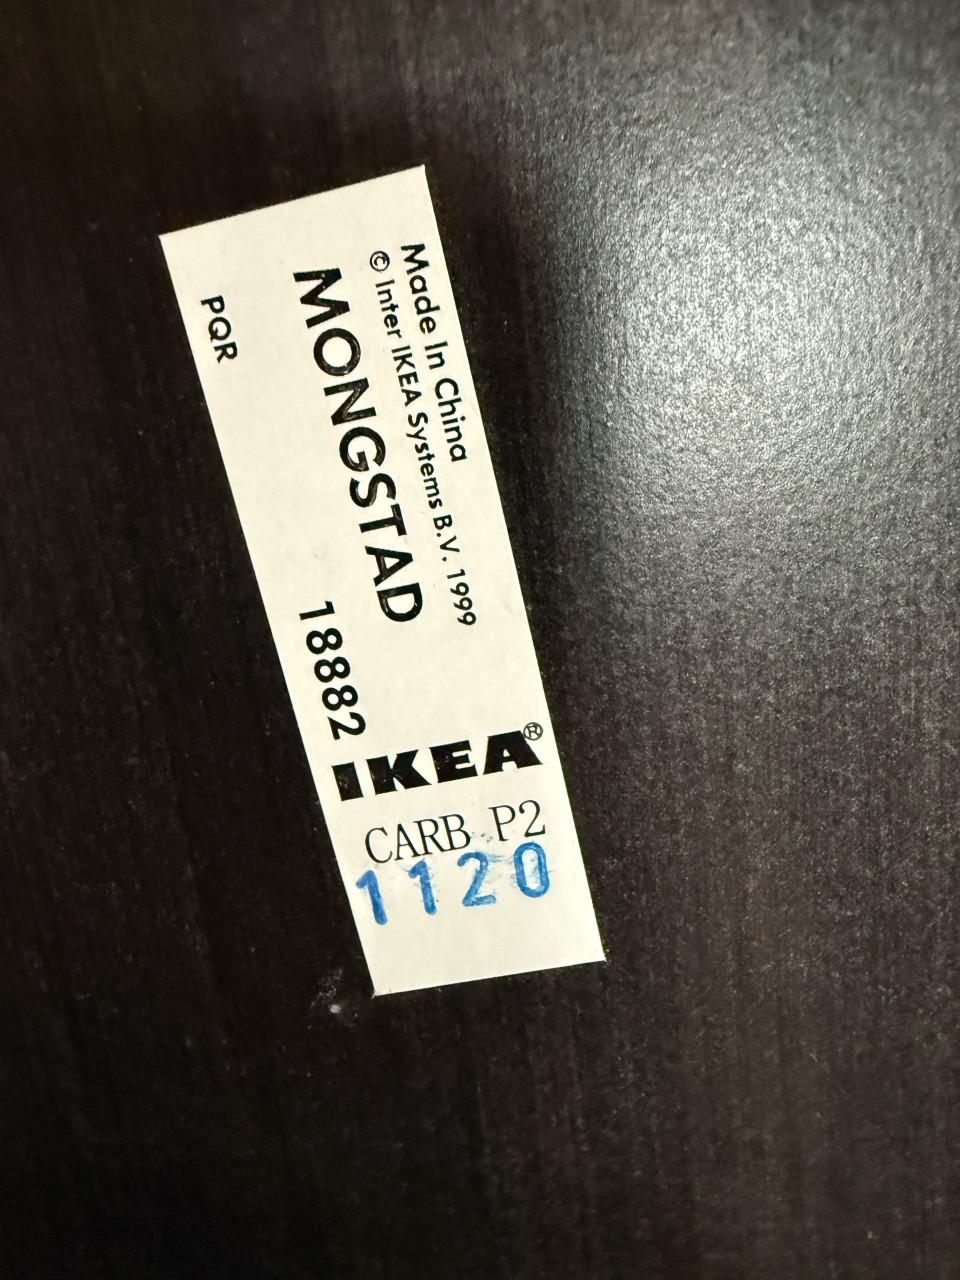 Made In China
© Inter IKEA Systems B.V. 1999
MONGSTAD
18882
PQR
IKEA®
CARB P2
1120